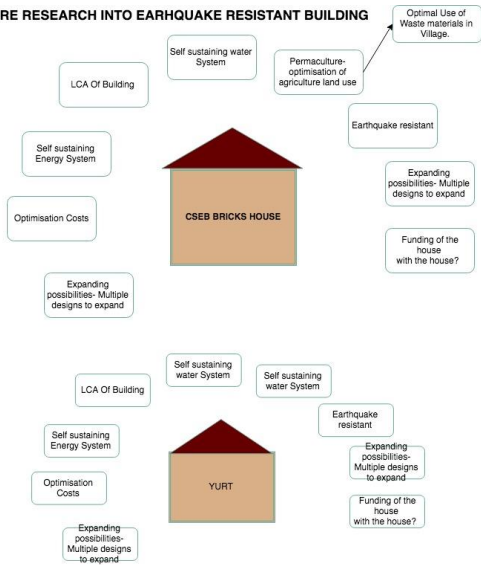 RE RESEARCH INTO EARHQUAKE RESISTANT BUILDING
Optimal Use of
Waste materials in
Village.
Self sustaining water
System
Permaculture-
optimisation of
agriculture land use
LCA Of Building
Earthquake resistant
Self sustaining
Energy System
Expanding
possibilities- Multiple
designs to expand
Optimisation Costs
CSEB BRICKS HOUSE
Funding of the
house
with the house?
Expanding
possibilities- Multiple
designs to expand
Self sustaining
water System
Self sustaining
water System
LCA Of Building
Earthquake
resistant
Self sustaining
Energy System
Expanding
possibilities-
Multiple designs
to expand
Optimisation
Costs
YURT
Funding of the
house
with the house?
Expanding
possibilities-
Multiple designs
to expand